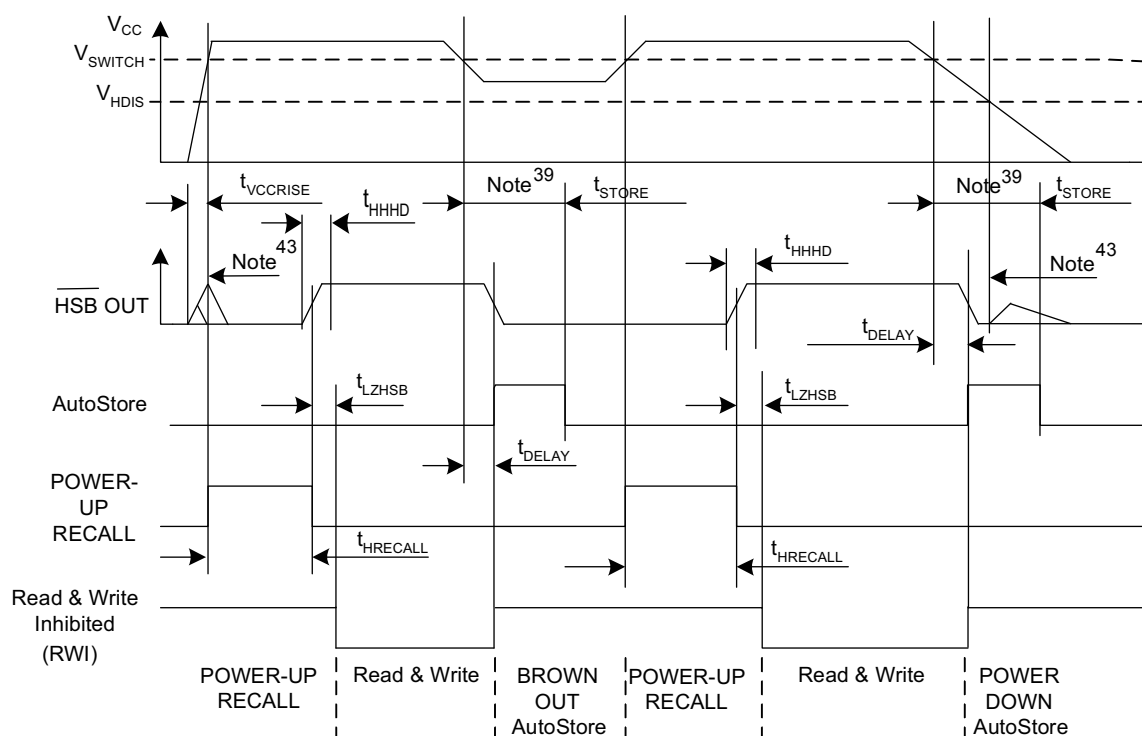 VCC
VSWITCH
VHDIS
tVCCRISE
tHHHD
Note39
tSTORE
Note39
tSTORE
Note43
tHHHD
Note43
HSB OUT
tDELAY
tLZHSB
tLZHSB
AutoStore
tDELAY
POWER-
UP
RECALL
tHRECALL
tHRECALL
Read & Write
Inhibited
(RWI)
POWER-UP
RECALL
Read & Write
BROWN
OUT
AutoStore
POWER-UP
RECALL
Read & Write
POWER
DOWN
AutoStore